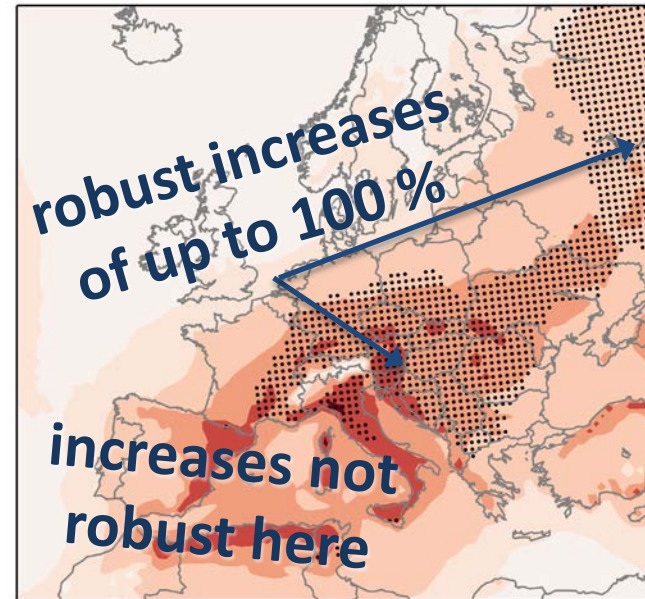 robust increases
of up to 100 %
increases not
robust here